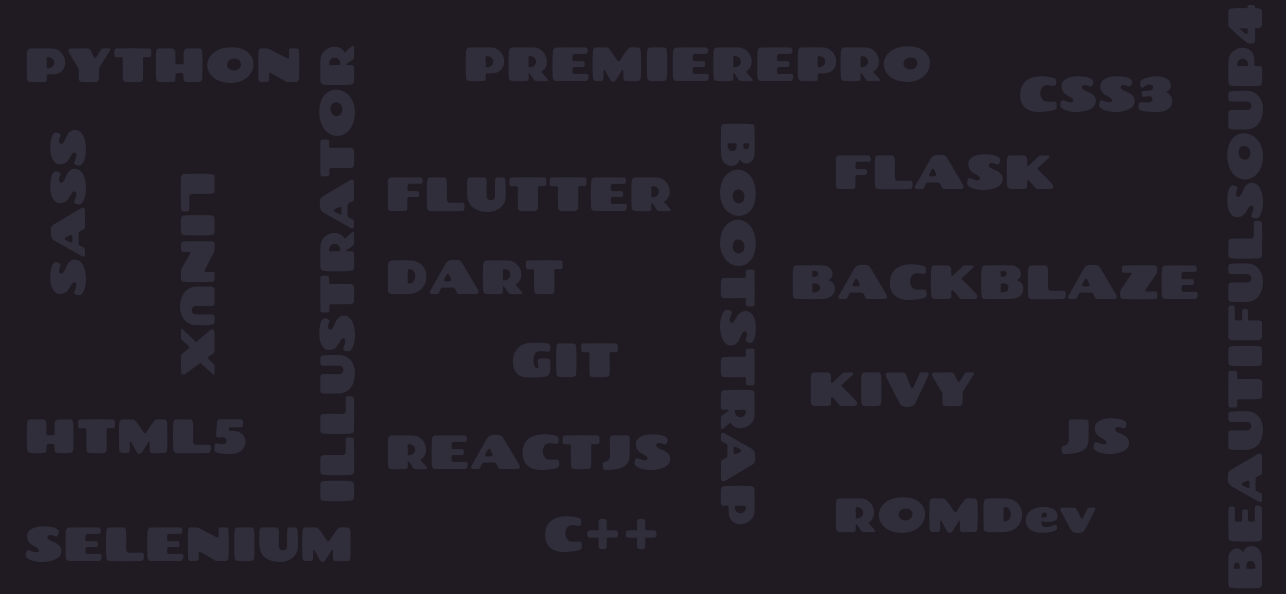 PYTHON
ILLUSTRATOR
PREMIEREPRO
CSS3
BEAUTIFULSOUP4
SASS
LINUX
FLUTTER
BOOTSTRAP
FLASK
DART
BACKBLAZE
GIT
KIVY
HTML5
REACTJS
JS
SELENIUM
C++
ROMDev